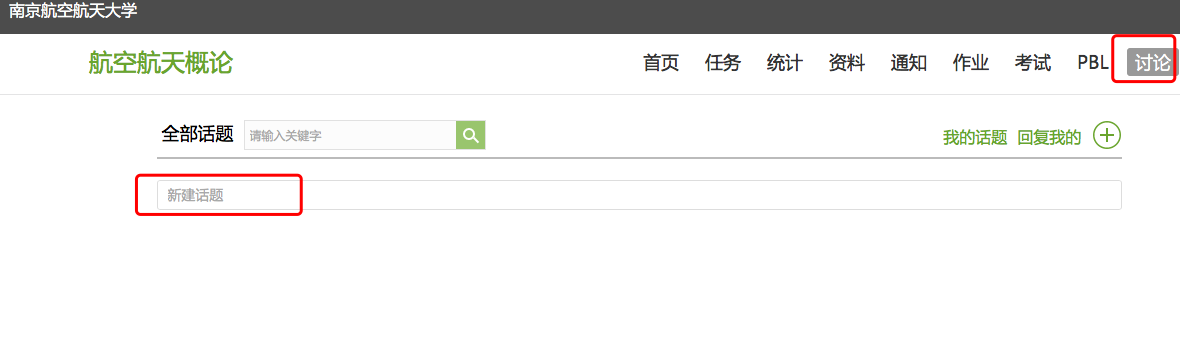 南京航空航天大学
航空航天概论 首页 任务 统计 资料 通知 作业 考试 PBL 讨论
全部话题 请输入关键字 我的话题 回复我的
新建话题